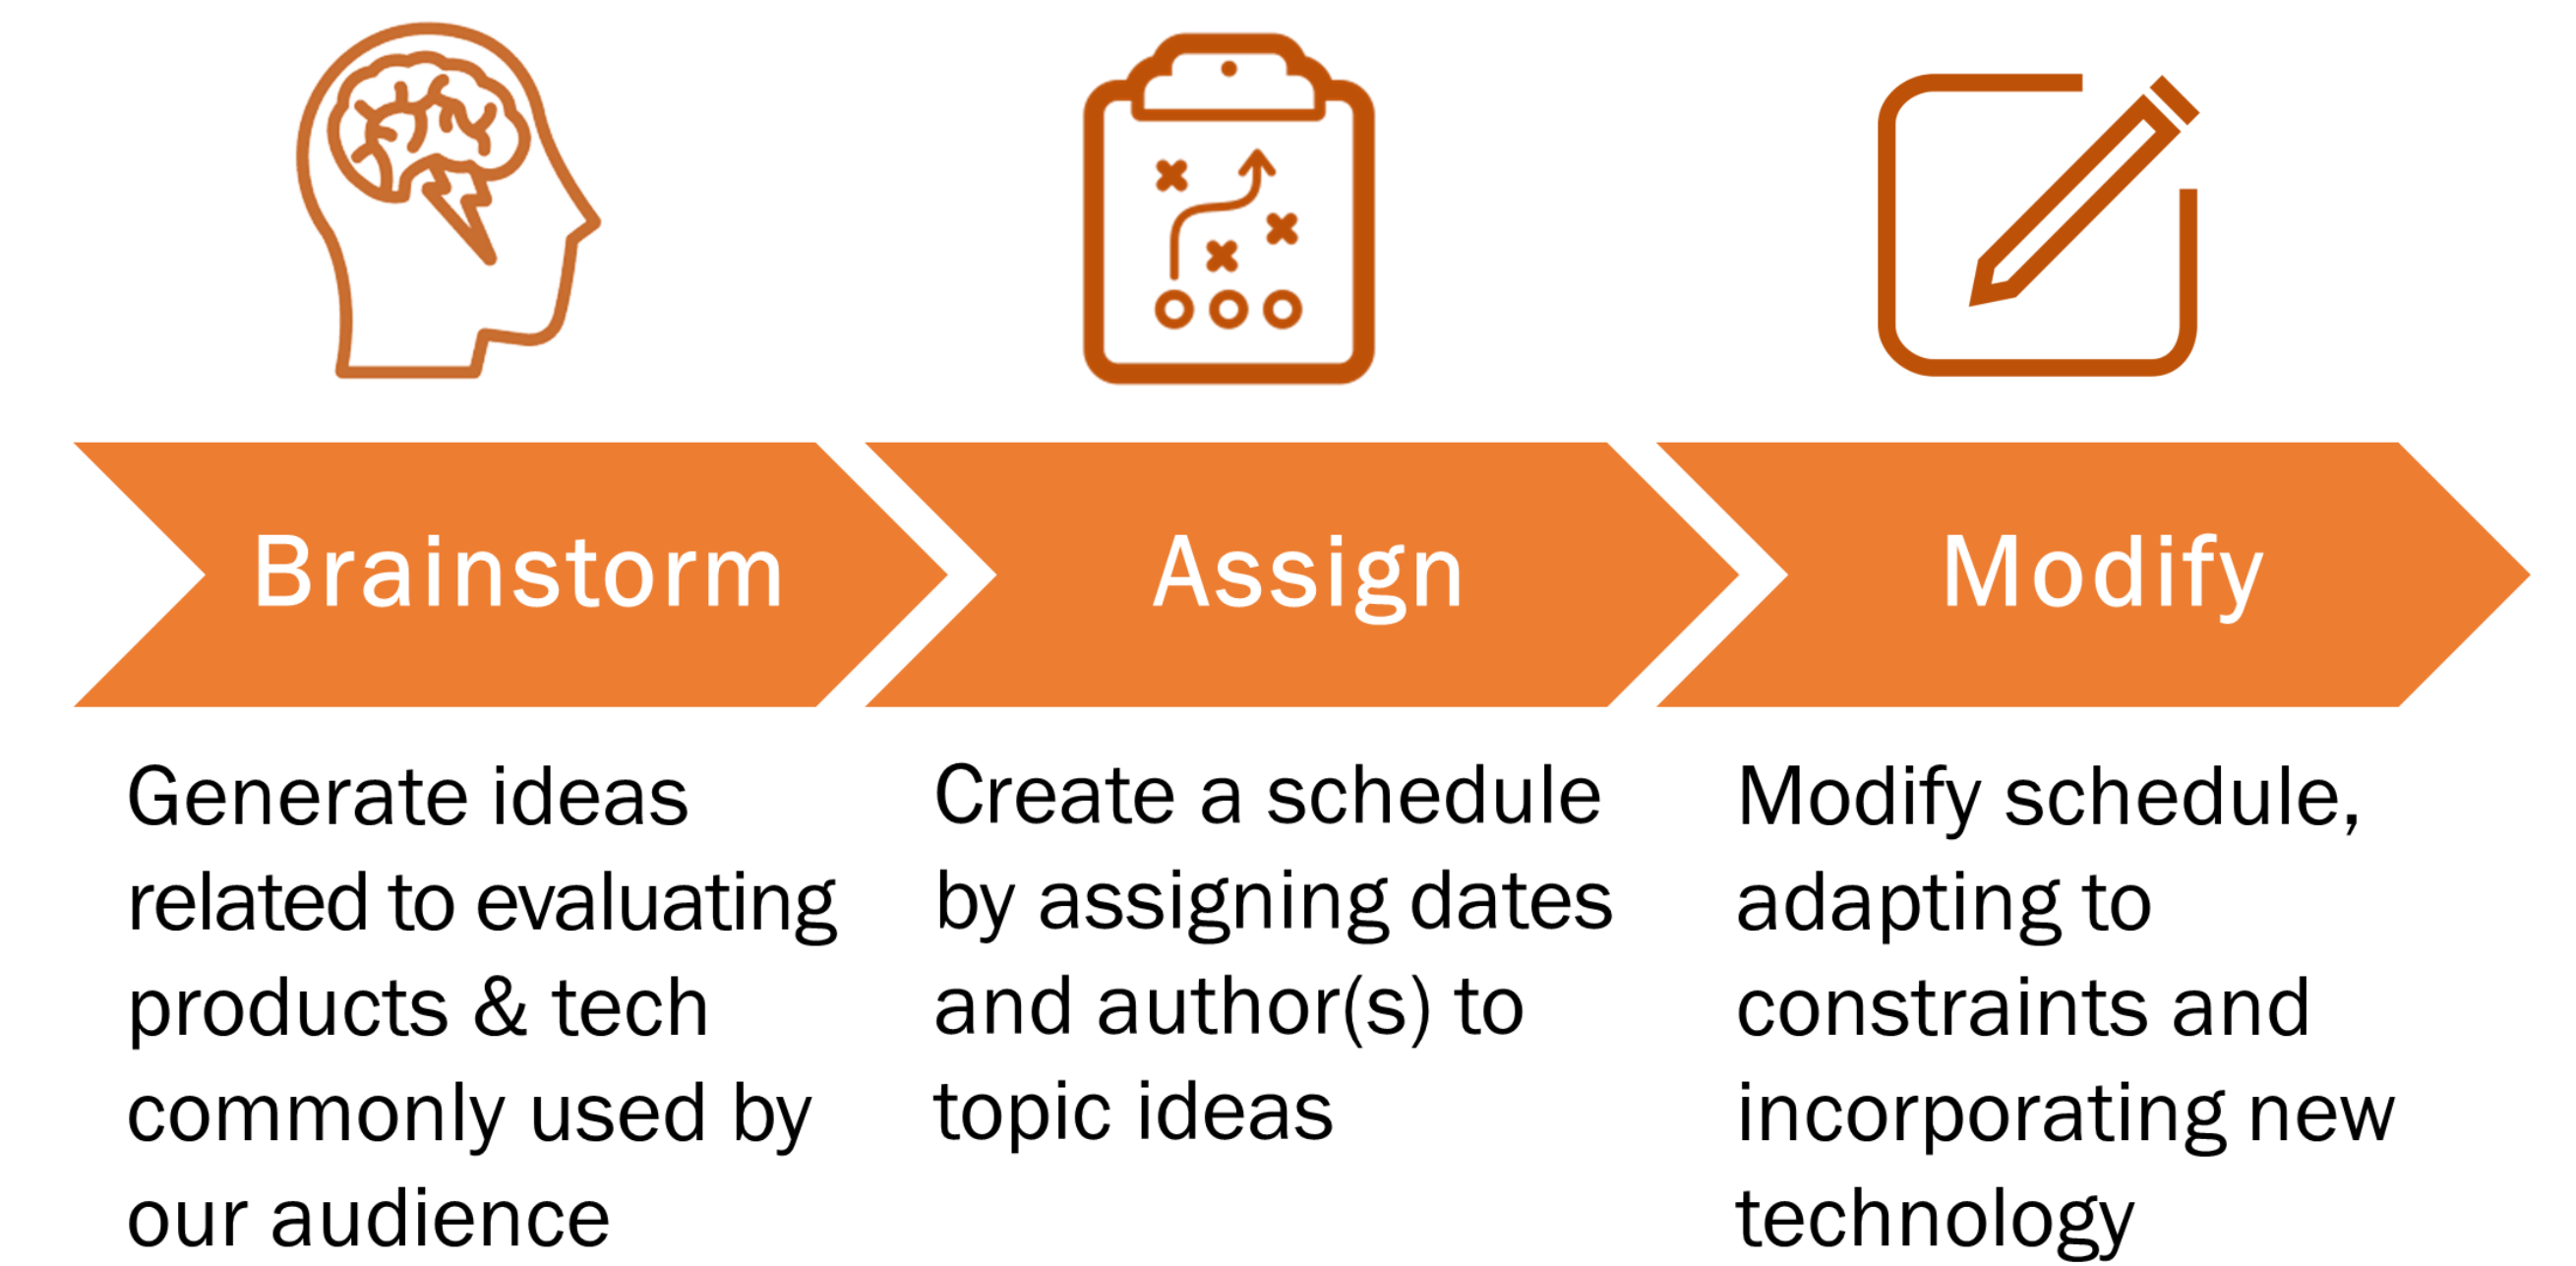 Brainstorm
Assign
Modify
Generate ideas
related to evaluating
products & tech
commonly used by
our audience
Create a schedule
by assigning dates
and author(s) to
topic ideas
Modify schedule,
adapting to
constraints and
incorporating new
technology